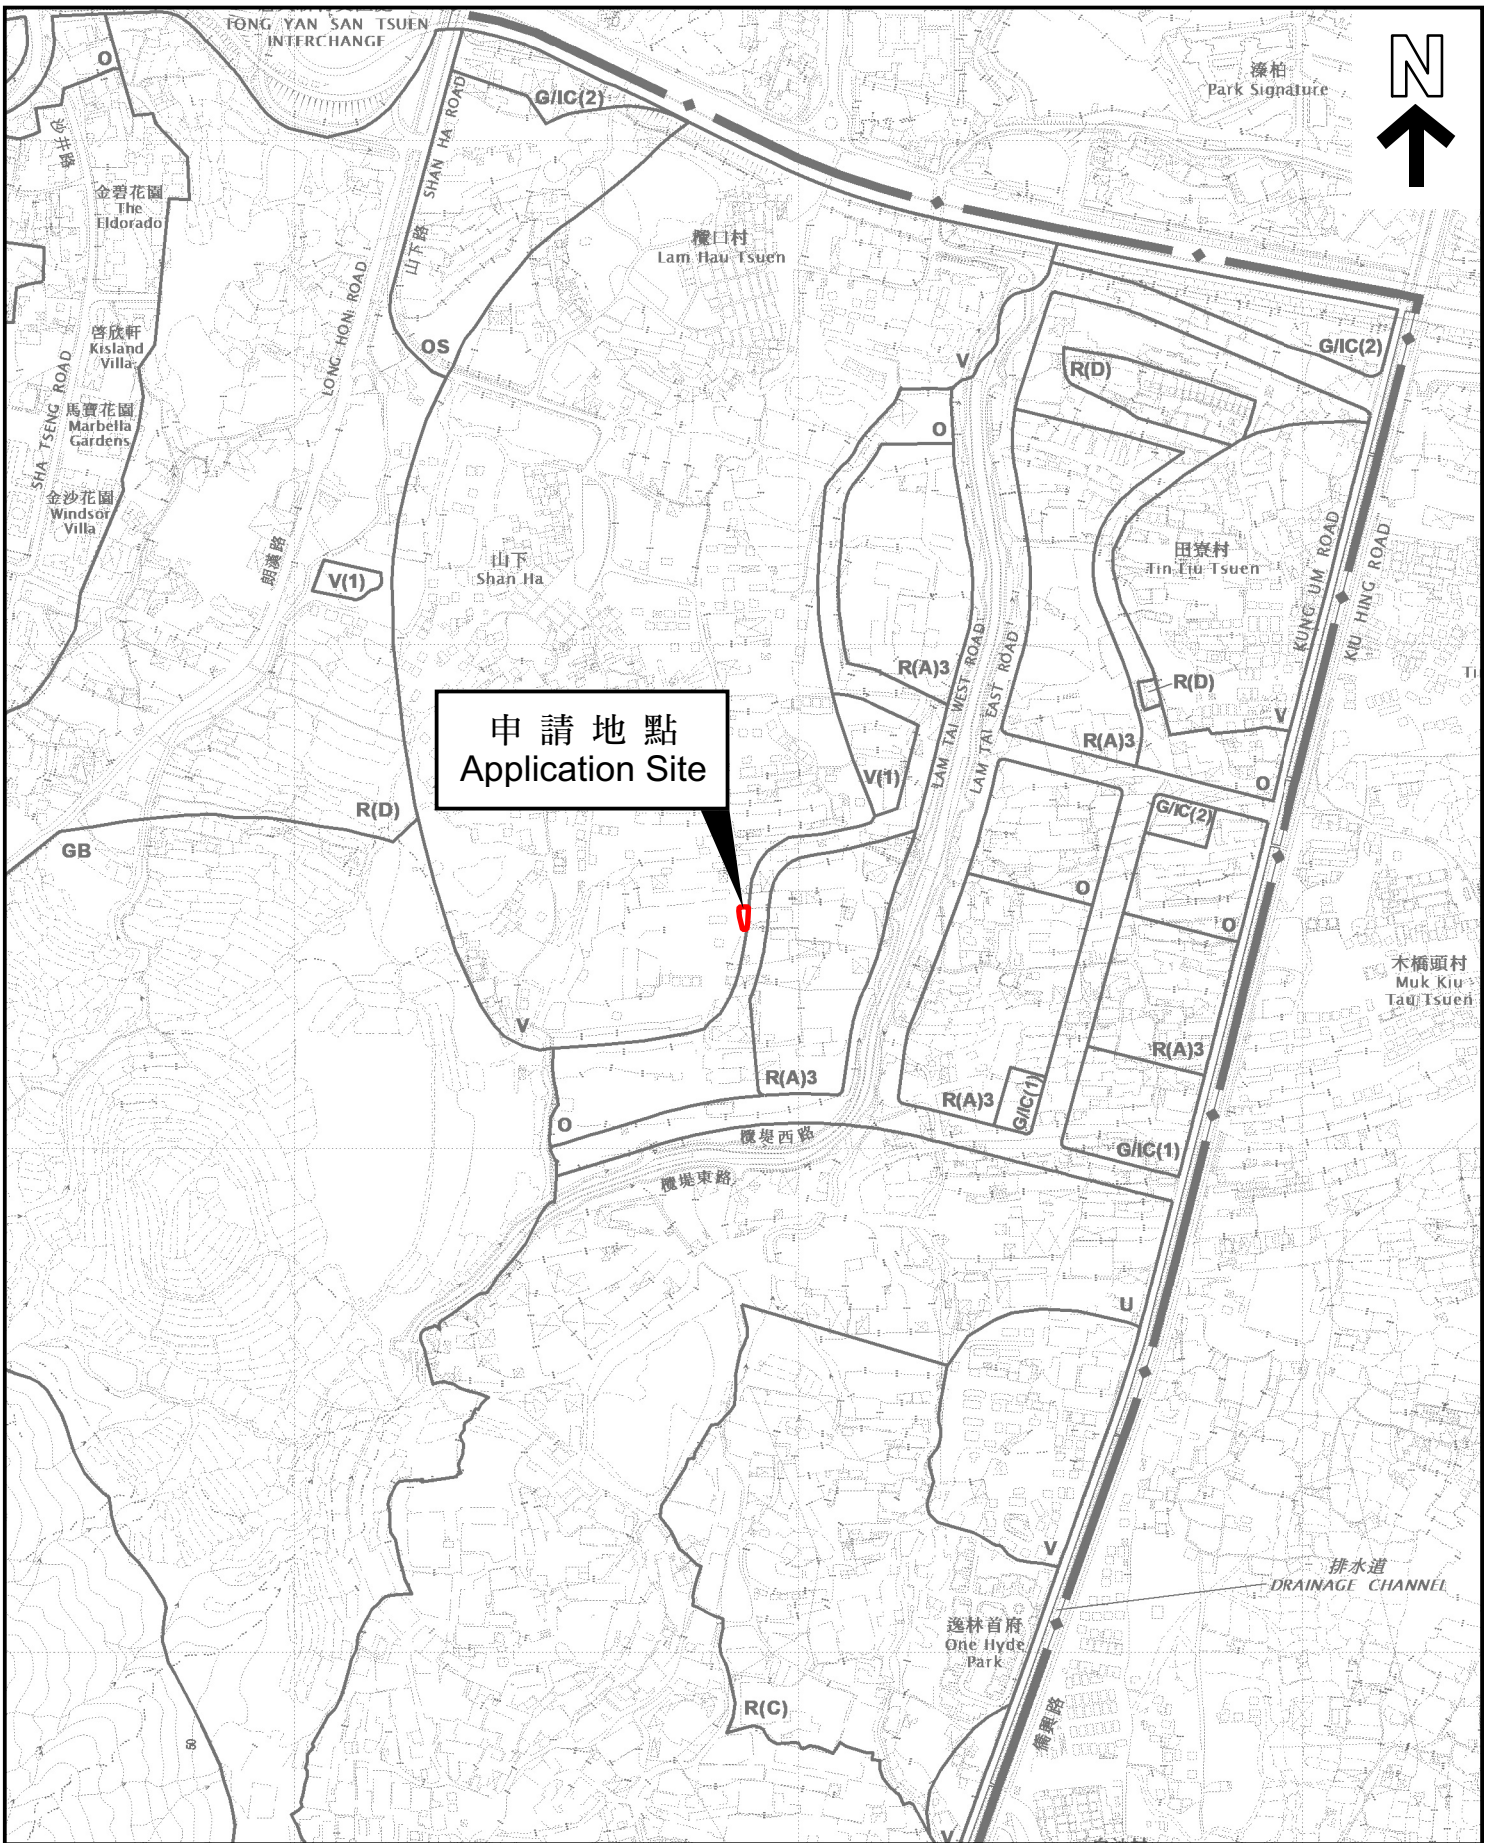 TONG YAN SAN TSUEN
INTERCHANGE
O
G/IC(2)
溱柏
Park Signature
N
沙井路
SHAN HA ROAD
山下路
金碧花園
The
Eldorado
欖口村
Lam Hau Tsuen
LONG HON ROAD
啓欣軒
Kisland
Villa
SHA TSENG ROAD
OS
V
G/IC(2)
R(D)
馬寶花園
Marbella
Gardens
O
金沙花園
Windsor
Villa
朗漢路
V(1)
山下
Shan Ha
田寮村
Tin Liu Tsuen
KUNG UM ROAD
KIU HING ROAD
LAM TAI WEST ROAD
LAM TAI EAST ROAD
R(A)3
R(D)
V
申請地點
Application Site
R(A)3
V(1)
O
R(D)
G/IC(2)
GB
O
O
木橋頭村
Muk Kiu
Tau Tsuen
V
R(A)3
R(A)3
R(A)3
G/IC(1)
O
欖堤西路
G/IC(1)
欖堤東路
U
V
排水道
DRAINAGE CHANNEL
逸林首府
One Hyde
Park
R(C)
僑興路
50
V